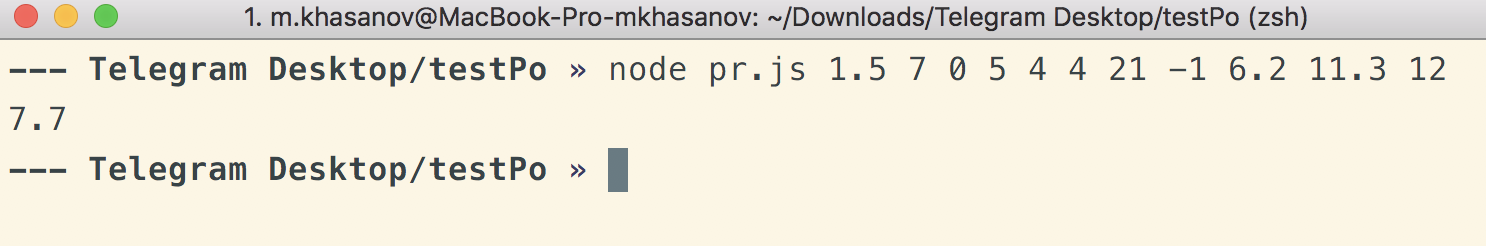 1. m.khasanov@MacBook-Pro-mkhasanov: ~/Downloads/Telegram Desktop/testPo (zsh)
--- Telegram Desktop/testPo » node pr.js 1.5 7 0 5 4 4 21 -1 6.2 11.3 12
7.7
--- Telegram Desktop/testPo »